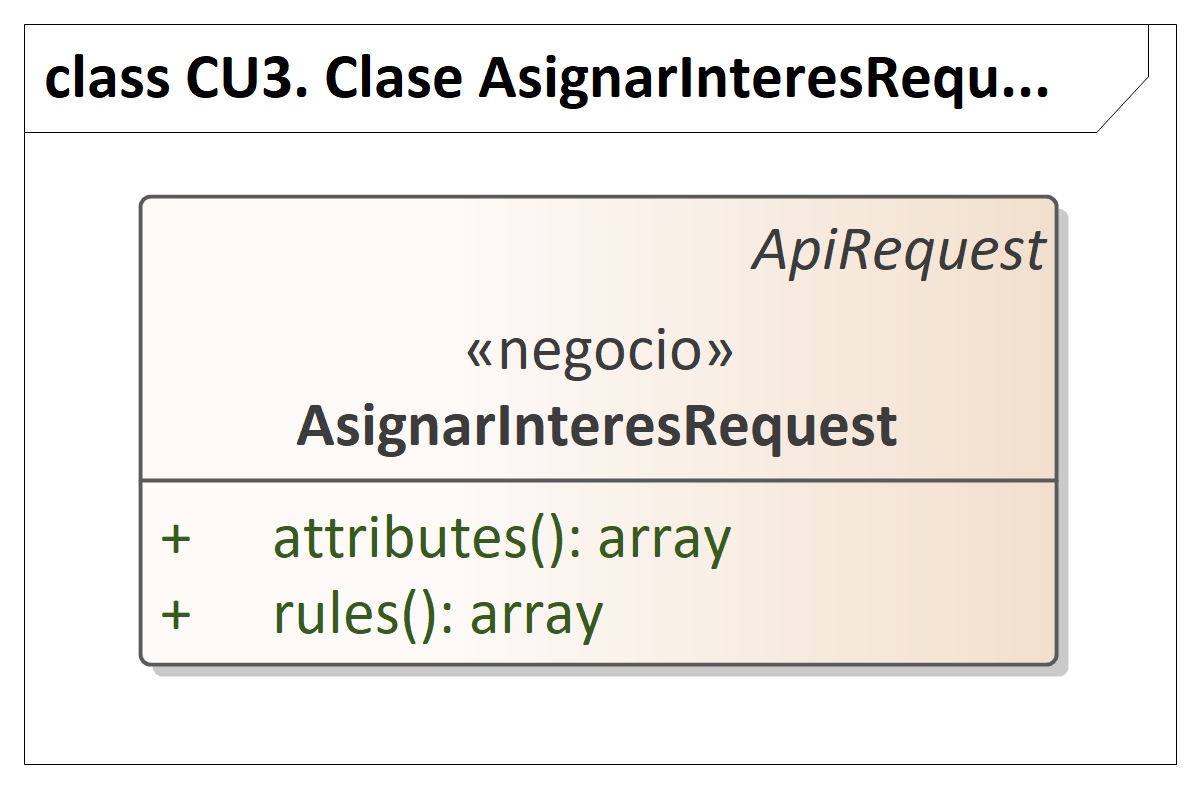 class CU3. Clase AsignarInteresRequ...
ApiRequest
«negocio»
AsignarInteresRequest
+ attributes(): array
+ rules(): array